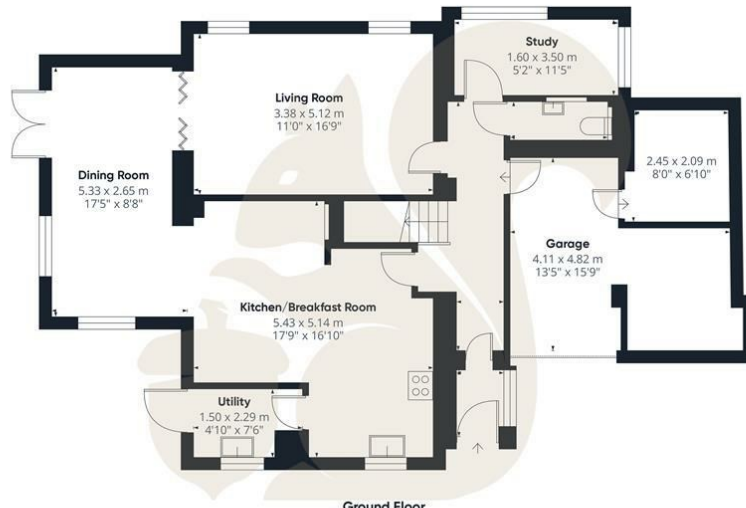 Study
1.60 x 3.50 m
5'2" x 11'5"
Living Room
3.38 x 5.12 m
11'0" x 16'9"
2.45 x 2.09 m
8'0" x 6'10"
Dining Room
5.33 x 2.65 m
17'5" x 8'8"
Garage
4.11 x 4.82 m
13'5" x 15'9"
Kitchen/Breakfast Room
5.43 x 5.14 m
17'9" x 16'10"
Utility
1.50 x 2.29 m
4'10" x 7'6"
Ground Floor